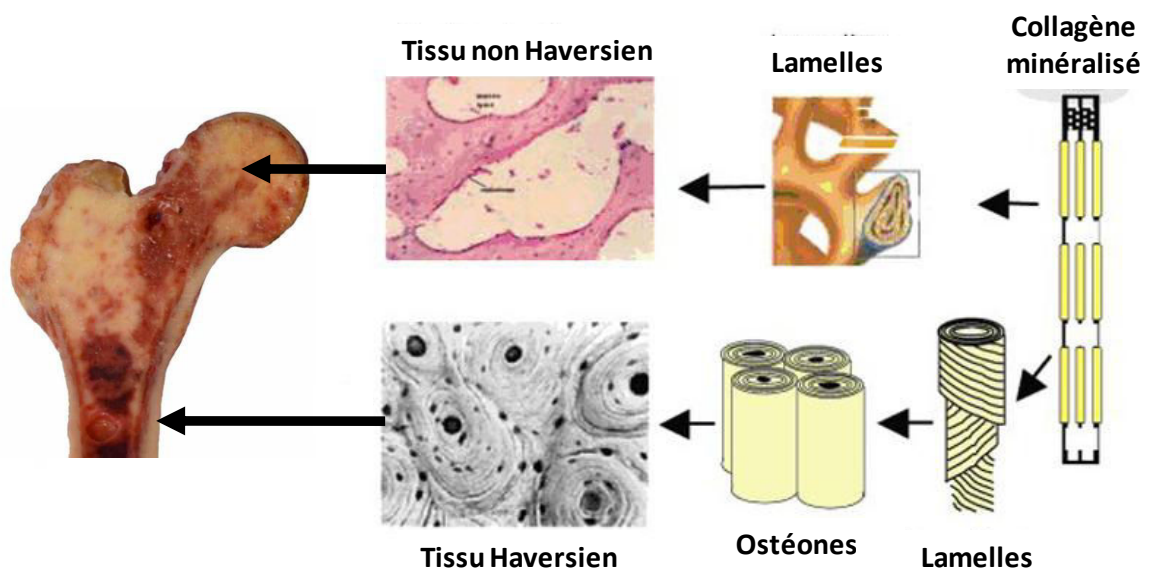 Tissu non Haversien
Lamelles
Collagène
minéralisé
Tissu Haversien
Ostéones
Lamelles